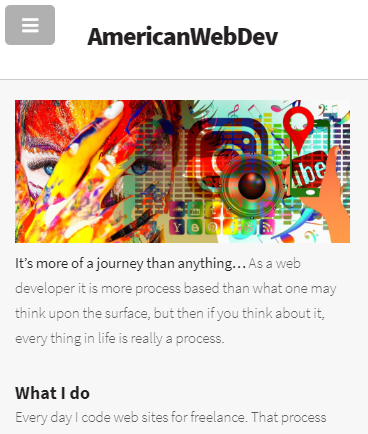 AmericanWebDev
ube
It’s more of a journey than anything… As a web
developer it is more process based than what one may
think upon the surface, but then if you think about it,
every thing in life is really a process.
What I do
Every day I code web sites for freelance. That process